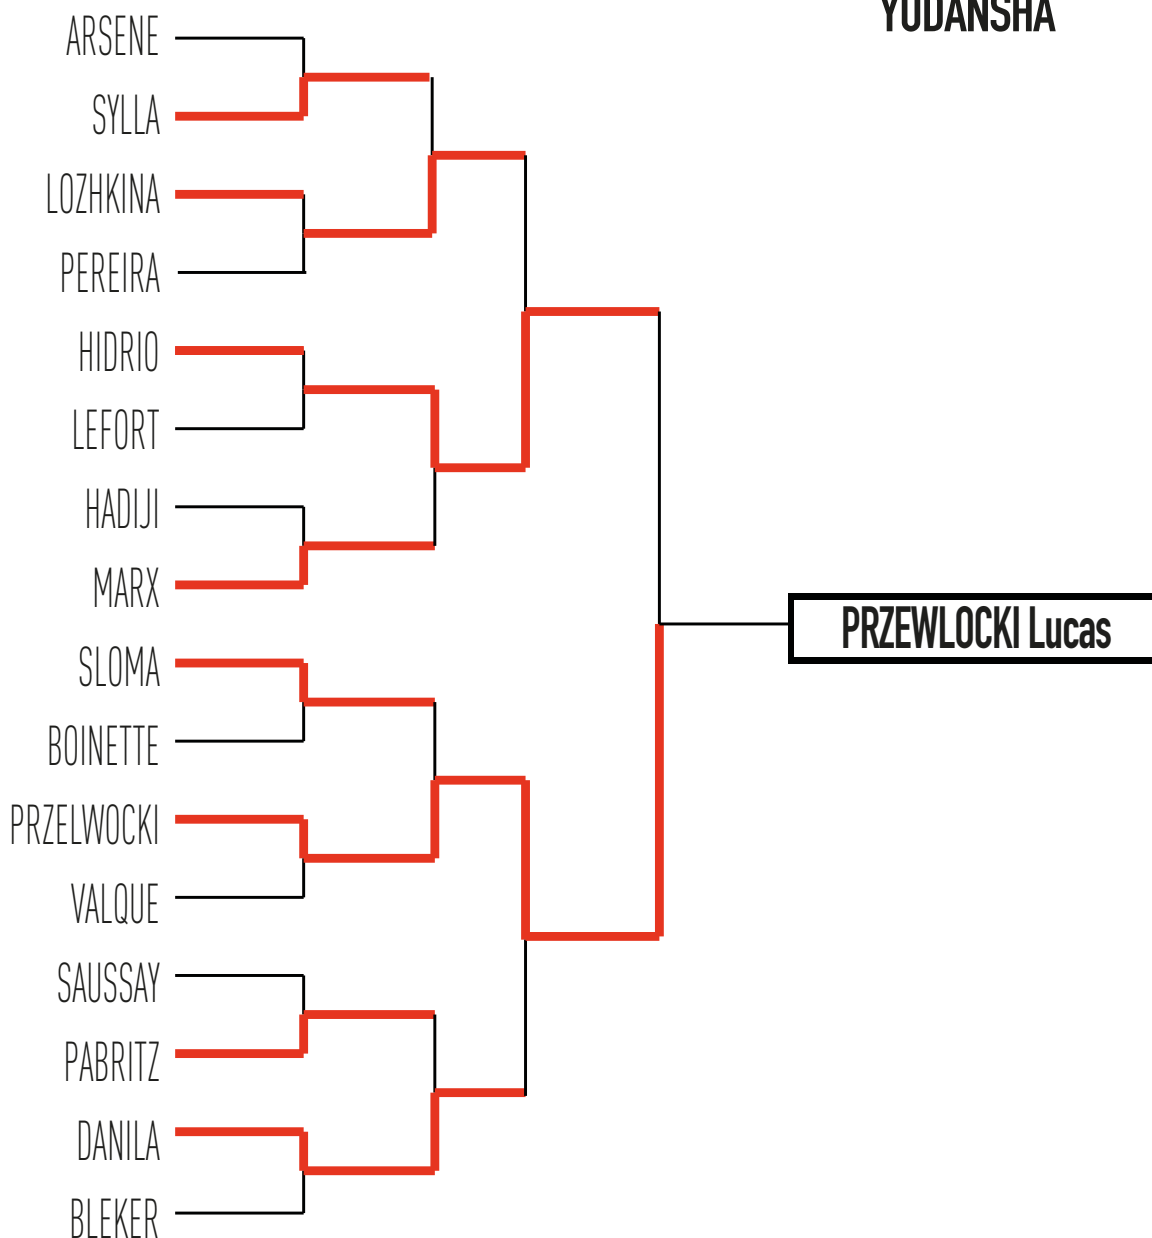 YUDANSHA
ARSENE
SYLLA
LOZHKINA
PEREIRA
HIDRIO
LEFORT
HADIJI
MARX
PRZEWLOCKI Lucas
SLOMA
BOINETTE
PRZELWOCKI
VALQUE
SAUSSAY
PABRITZ
DANILA
BLEKER